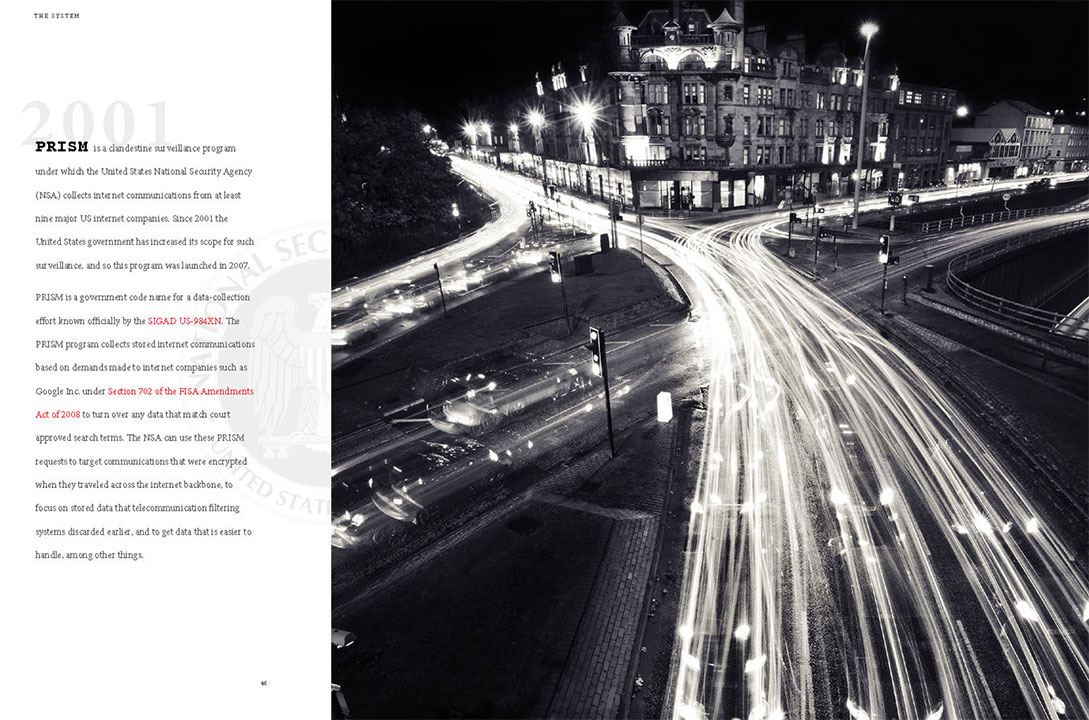 THE SYSTEM
2001
PRISM is a clandestine surveillance program
under which the United States National Security Agency
(NSA) collects internet communications from at least
nine major US internet companies. Since 2001 the
United States government has increased its scope for such
surveillance, and so this program was launched in 2007.
PRISM is a government code name for a data-collection
effort known officially by the SIGAD US-984XN. The
PRISM program collects stored internet communications
based on demands made to internet companies such as
Google Inc. under Section 702 of the FISA Amendments
Act of 2008 to turn over any data that match court
approved search terms. The NSA can use these PRISM
requests to target communications that were encrypted
when they traveled across the internet backbone, to
focus on stored data that telecommunication filtering
systems discarded earlier, and to get data that is easier to
handle, among other things.
NATIONAL SEC
UNITED STAT
46